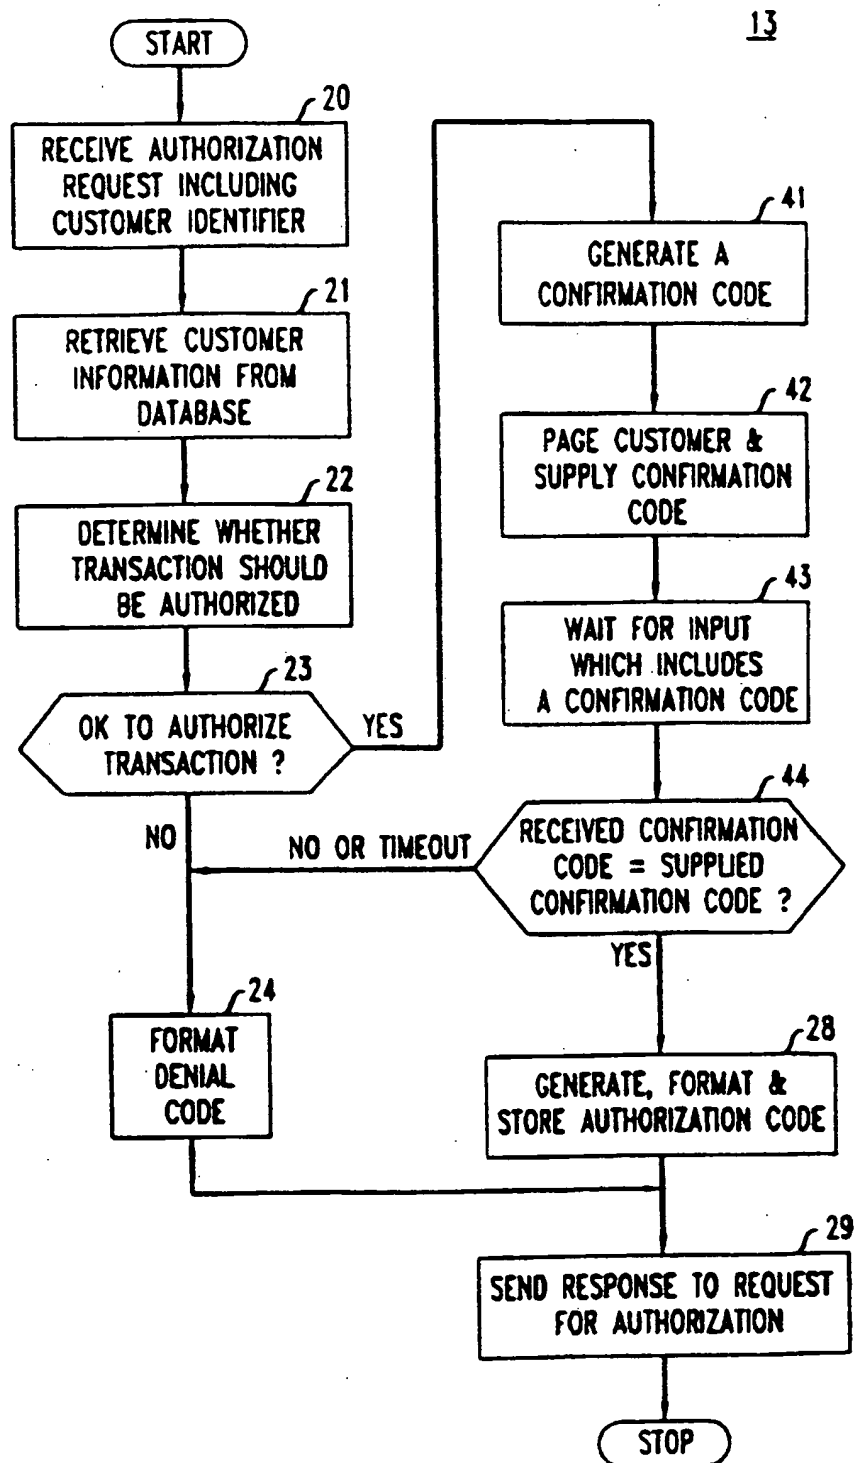 13
START
20
RECEIVE AUTHORIZATION
REQUEST INCLUDING
CUSTOMER IDENTIFIER
21
RETRIEVE CUSTOMER
INFORMATION FROM
DATABASE
22
DETERMINE WHETHER
TRANSACTION SHOULD
BE AUTHORIZED
23
OK TO AUTHORIZE
TRANSACTION ?
YES
NO
41
GENERATE A
CONFIRMATION CODE
42
PAGE CUSTOMER &
SUPPLY CONFIRMATION
CODE
43
WAIT FOR INPUT
WHICH INCLUDES
A CONFIRMATION CODE
44
RECEIVED CONFIRMATION
CODE = SUPPLIED
CONFIRMATION CODE ?
NO OR TIMEOUT
YES
24
FORMAT
DENIAL
CODE
28
GENERATE, FORMAT &
STORE AUTHORIZATION CODE
29
SEND RESPONSE TO REQUEST
FOR AUTHORIZATION
STOP